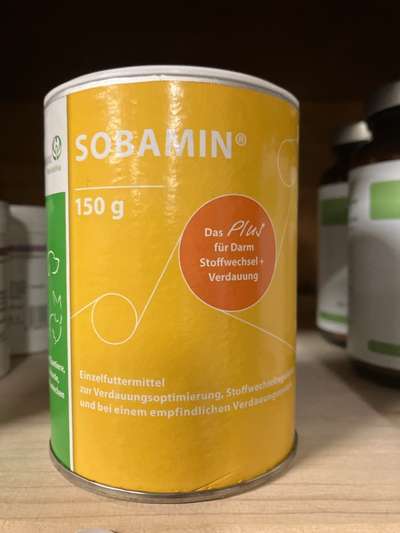 SOBAMIN®
150 g
Das Plus
für Darm
Stoffwechsel +
Verdauung
Einzelfuttermittel
zur Verdauungsoptimierung,
und bei einem empfindlichen